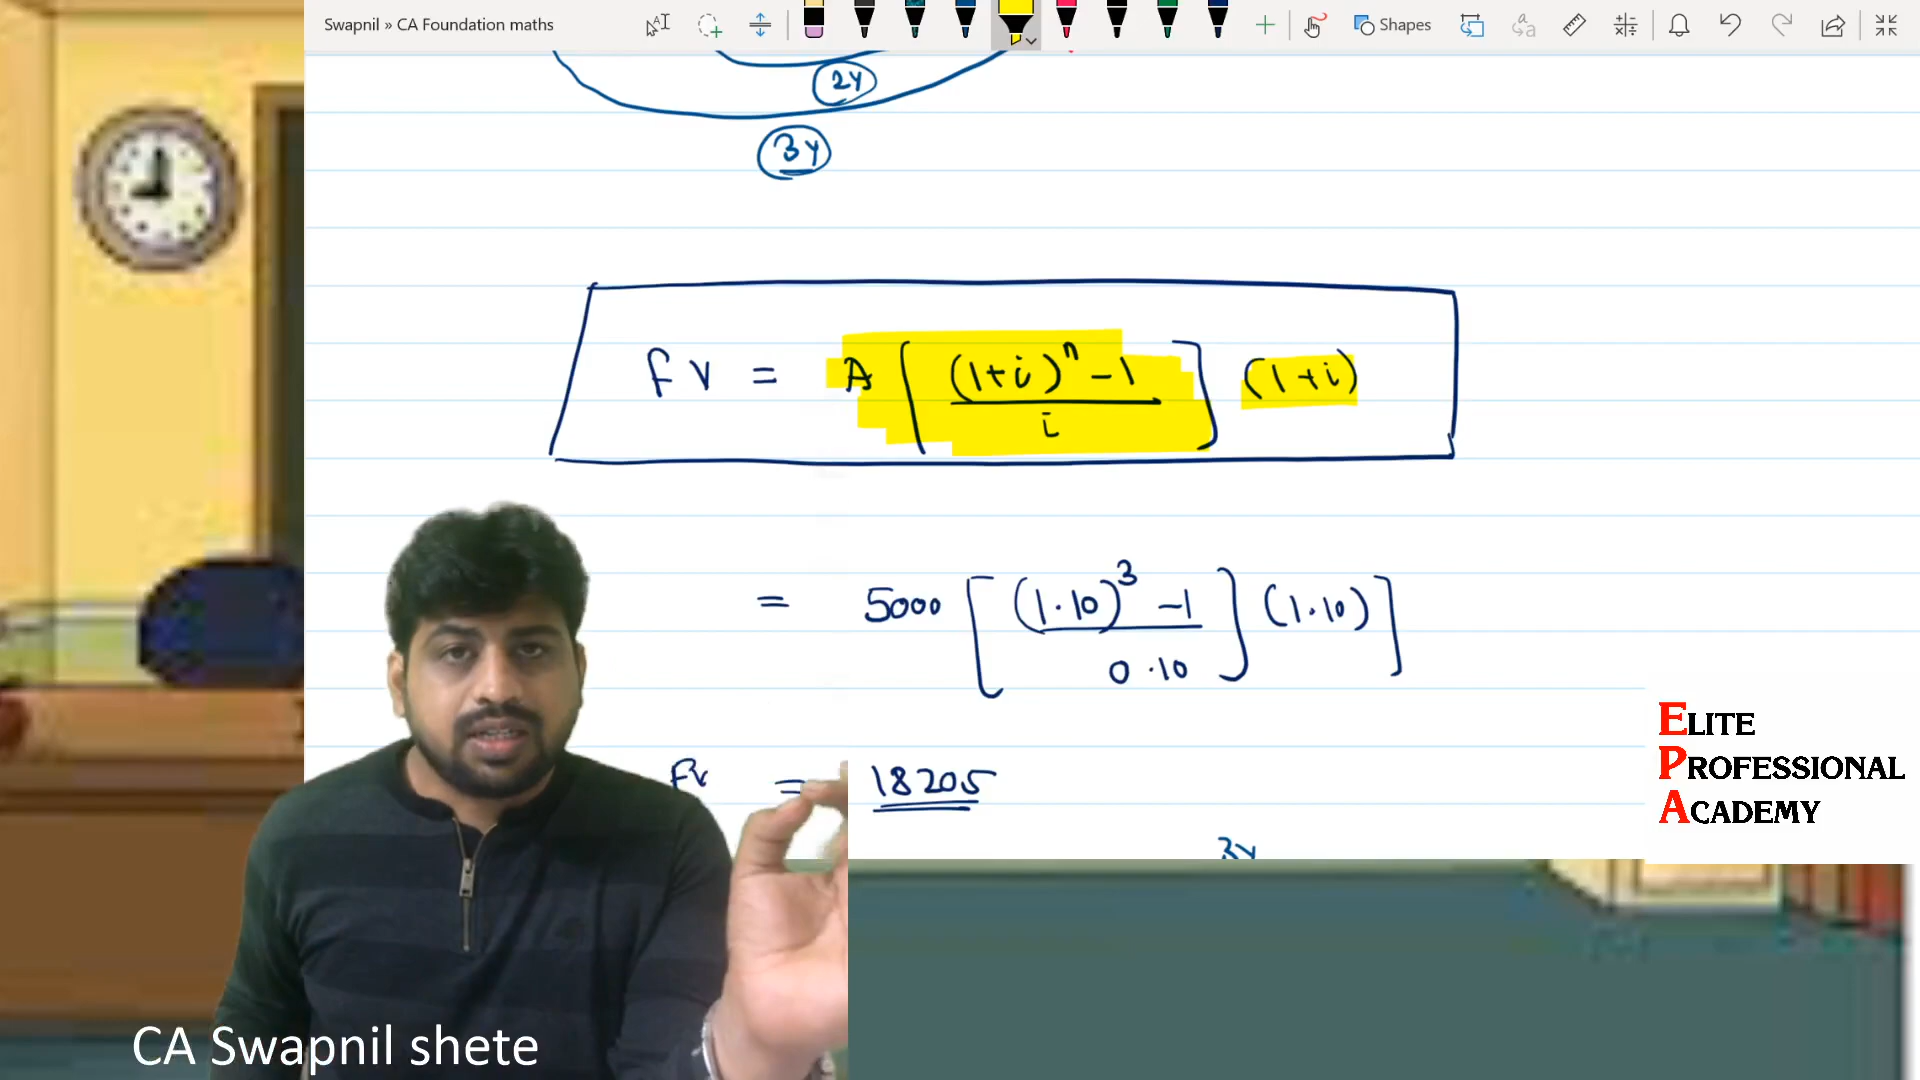 Swapnil » CA Foundation maths
Shapes
2Y
3Y
FV = A [ (1+i)^n - 1 / i ] (1+i)
= 5000 [ (1.10)^3 - 1 / 0.10 ] (1.10) ]
FV = 18205
3Y
ELITE
PROFESSIONAL
ACADEMY
CA Swapnil shete